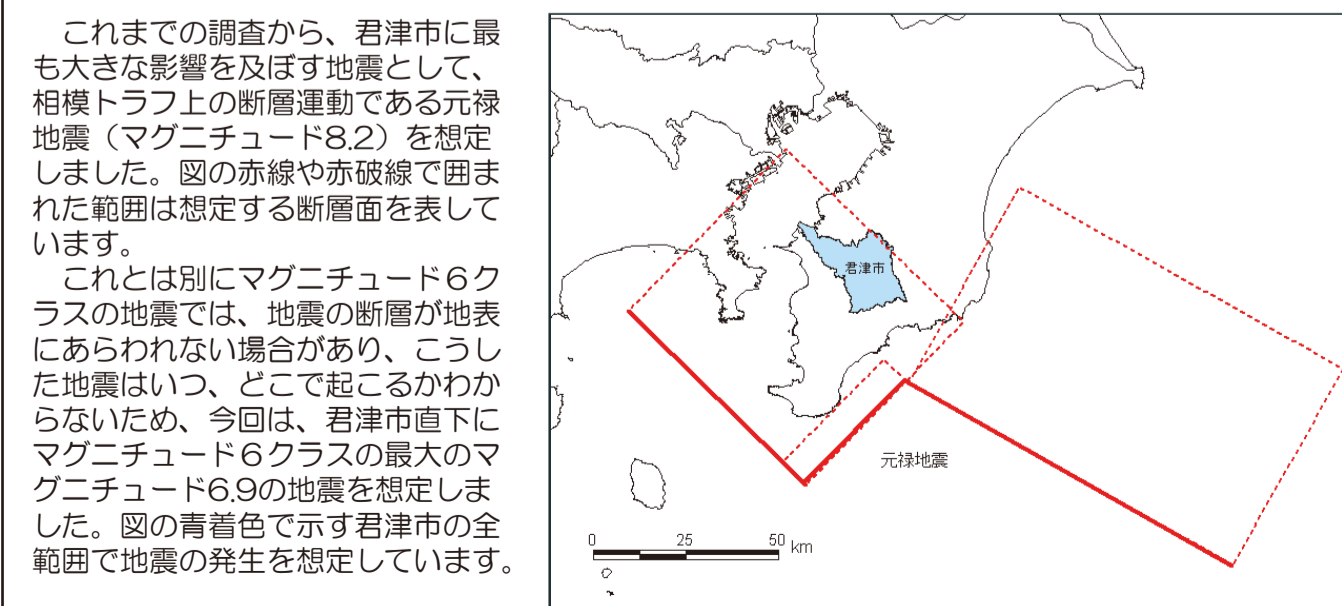 これまでの調査から、君津市に最
も大きな影響を及ぼす地震として、
相模トラフ上の断層運動である元禄
地震（マグニチュード8.2）を想定
しました。図の赤線や赤破線で囲ま
れた範囲は想定する断層面を表して
います。
これとは別にマグニチュード６ク
ラスの地震では、地震の断層が地表
にあらわれない場合があり、こうし
た地震はいつ、どこで起こるかわか
らないため、今回は、君津市直下に
マグニチュード６クラスの最大のマ
グニチュード6.9の地震を想定しま
した。図の青着色で示す君津市の全
範囲で地震の発生を想定しています。
君津市
元禄地震
0 25 50 km